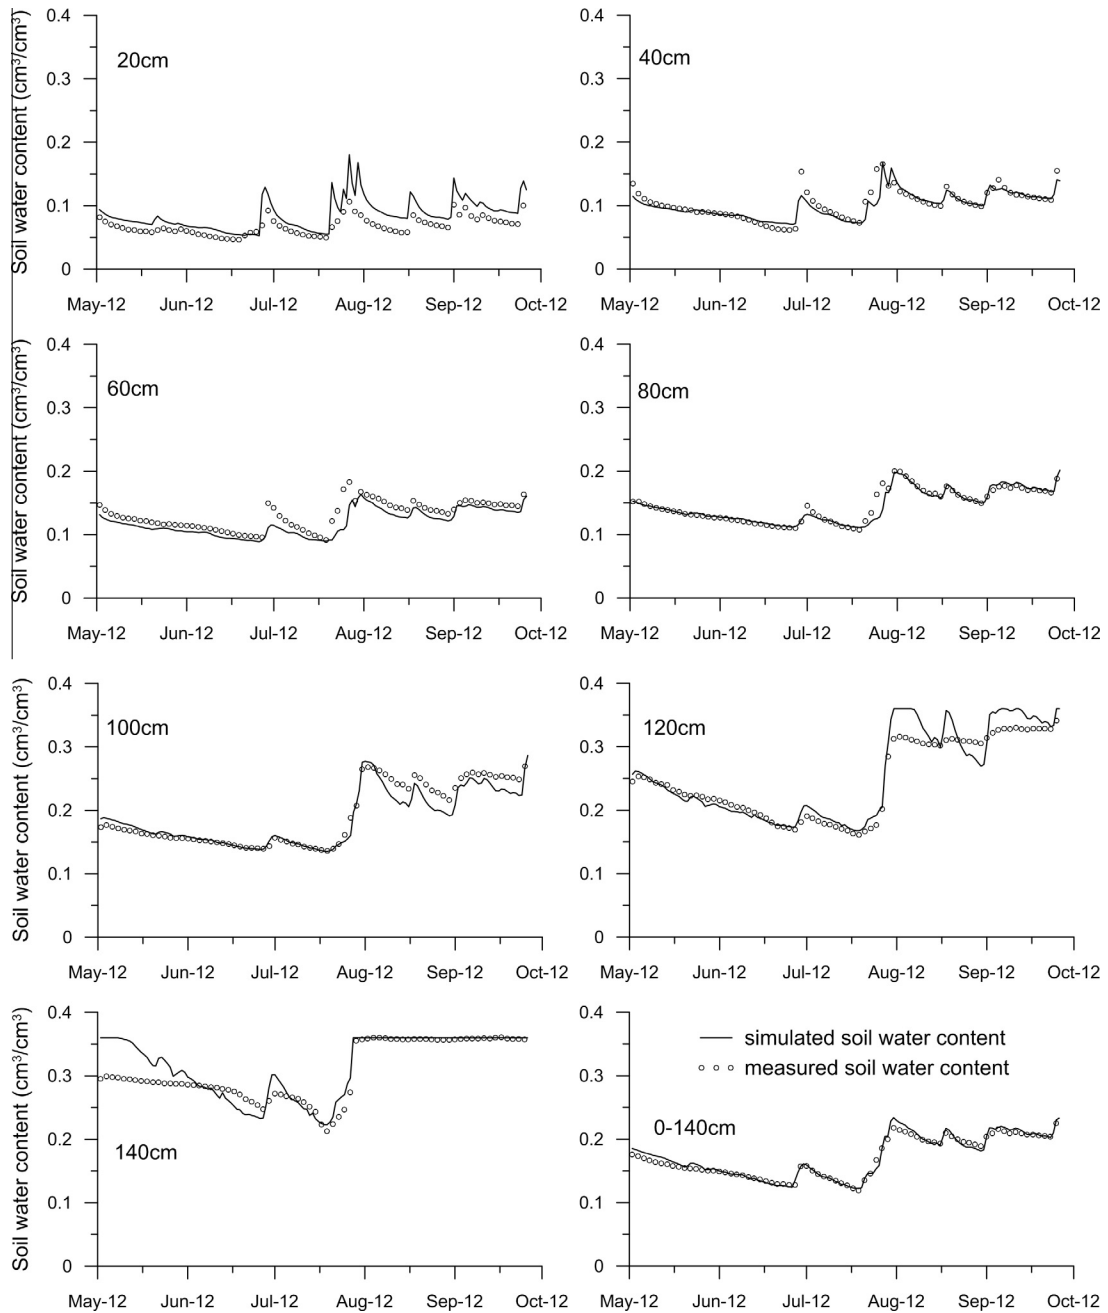 Soil water content (cm³/cm³)
0.4
0.3
0.2
0.1
0
20cm
May-12 Jun-12 Jul-12 Aug-12 Sep-12 Oct-12
0.4
0.3
0.2
0.1
0
40cm
May-12 Jun-12 Jul-12 Aug-12 Sep-12 Oct-12
Soil water content (cm³/cm³)
0.4
0.3
0.2
0.1
0
60cm
May-12 Jun-12 Jul-12 Aug-12 Sep-12 Oct-12
0.4
0.3
0.2
0.1
0
80cm
May-12 Jun-12 Jul-12 Aug-12 Sep-12 Oct-12
Soil water content (cm³/cm³)
0.4
0.3
0.2
0.1
0
100cm
May-12 Jun-12 Jul-12 Aug-12 Sep-12 Oct-12
0.4
0.3
0.2
0.1
0
120cm
May-12 Jun-12 Jul-12 Aug-12 Sep-12 Oct-12
Soil water content (cm³/cm³)
0.4
0.3
0.2
0.1
0
140cm
May-12 Jun-12 Jul-12 Aug-12 Sep-12 Oct-12
0.4
0.3
0.2
0.1
0
simulated soil water content
measured soil water content
0-140cm
May-12 Jun-12 Jul-12 Aug-12 Sep-12 Oct-12